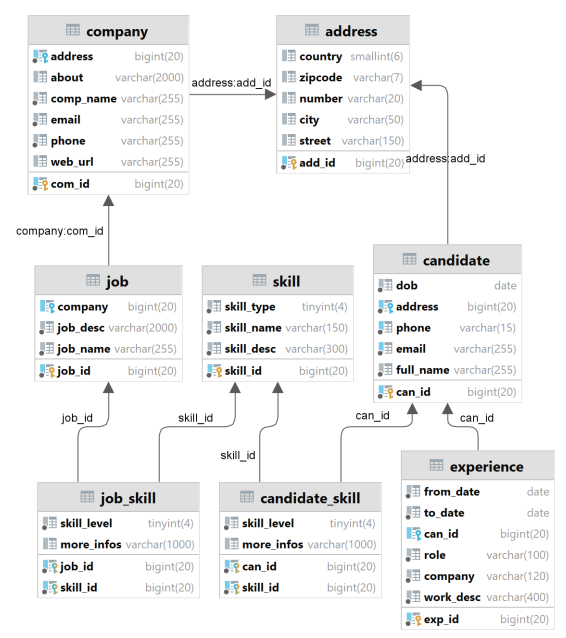 company
address bigint(20)
about varchar(2000)
comp_name varchar(255)
email varchar(255)
phone varchar(255)
web_url varchar(255)
com_id bigint(20)
address:add_id
address
country smallint(6)
zipcode varchar(7)
number varchar(20)
city varchar(50)
street varchar(150)
add_id bigint(20)
address:add_id
company:com_id
job
company bigint(20)
job_desc varchar(2000)
job_name varchar(255)
job_id bigint(20)
skill
skill_type tinyint(4)
skill_name varchar(150)
skill_desc varchar(300)
skill_id bigint(20)
candidate
dob date
address bigint(20)
phone varchar(15)
email varchar(255)
full_name varchar(255)
can_id bigint(20)
job_id
skill_id
skill_id
can_id
can_id
job_skill
skill_level tinyint(4)
more_infos varchar(1000)
job_id bigint(20)
skill_id bigint(20)
candidate_skill
skill_level tinyint(4)
more_infos varchar(1000)
can_id bigint(20)
skill_id bigint(20)
experience
from_date date
to_date date
can_id bigint(20)
role varchar(100)
company varchar(120)
work_desc varchar(400)
exp_id bigint(20)